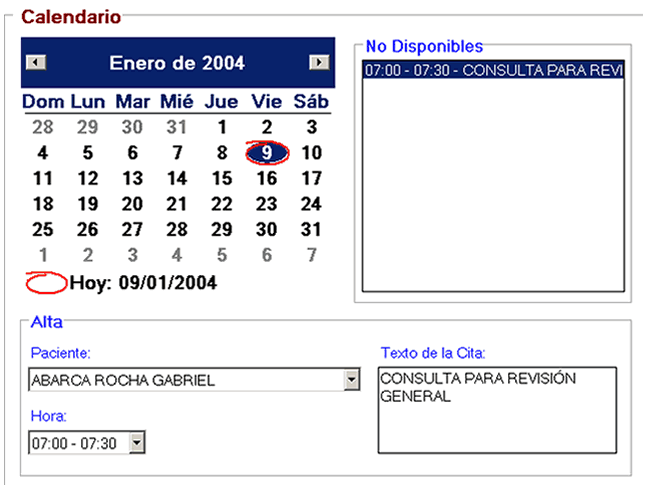 Calendario
Enero de 2004
Dom Lun Mar Mié Jue Vie Sáb
28 29 30 31 1 2 3
4 5 6 7 8 9 10
11 12 13 14 15 16 17
18 19 20 21 22 23 24
25 26 27 28 29 30 31
1 2 3 4 5 6 7
Hoy: 09/01/2004
No Disponibles
07:00 - 07:30 - CONSULTA PARA REVI
Alta
Paciente:
ABARCA ROCHA GABRIEL
Hora:
07:00 - 07:30
Texto de la Cita:
CONSULTA PARA REVISIÓN
GENERAL